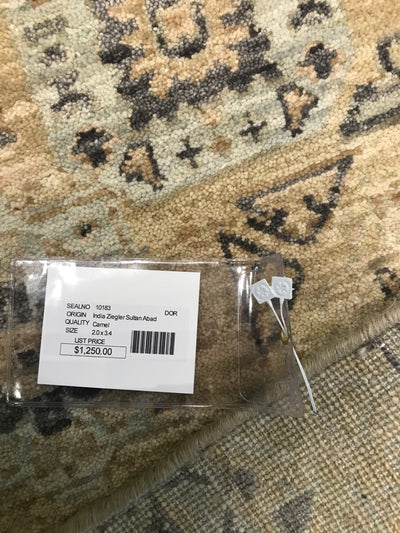 SEALNO 10183
ORIGIN India Ziegler Sultan Abad DOR
QUALITY Camel
SIZE 2.0 x 3.4
LIST PRICE
$1,250.00